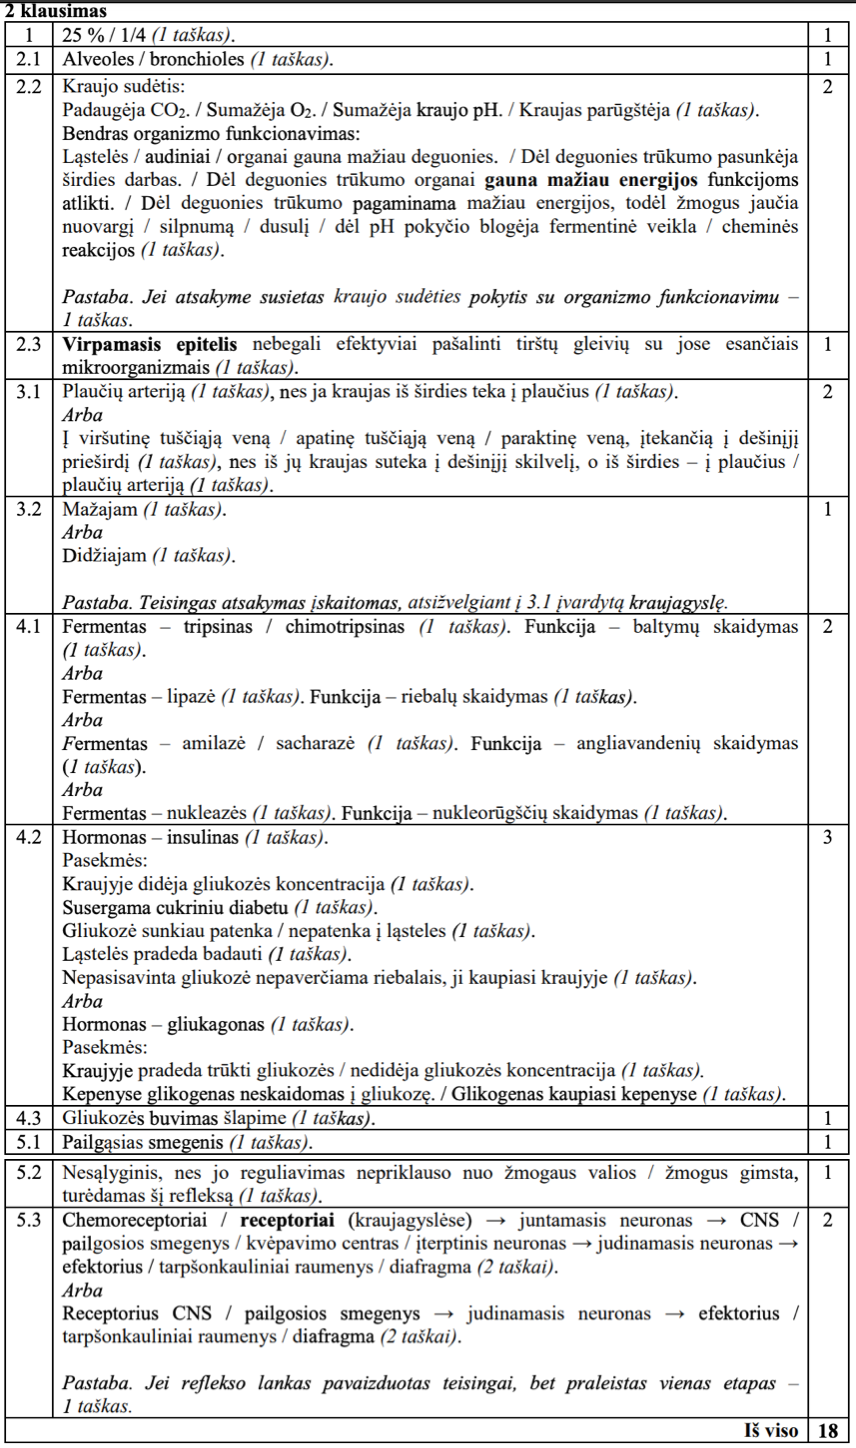 2 klausimas
1 25 % / 1/4 (1 taškas). 1
2.1 Alveoles / bronchioles (1 taškas). 1
2.2 Kraujo sudėtis: 2
Padaugėja CO₂. / Sumažėja O₂. / Sumažėja kraujo pH. / Kraujas parūgštėja (1 taškas).
Bendras organizmo funkcionavimas:
Ląstelės / audiniai / organai gauna mažiau deguonies. / Dėl deguonies trūkumo pasunkėja
širdies darbas. / Dėl deguonies trūkumo organai gauna mažiau energijos funkcijoms
atlikti. / Dėl deguonies trūkumo pagaminama mažiau energijos, todėl žmogus jaučia
nuovargį / silpnumą / dusulį / dėl pH pokyčio blogėja fermentinė veikla / cheminės
reakcijos (1 taškas).
Pastaba. Jei atsakyme susietas kraujo sudėties pokytis su organizmo funkcionavimu –
1 taškas.
2.3 Virpamasis epitelis nebegali efektyviai pašalinti tirštų gleivių su jose esančiais 1
mikroorganizmais (1 taškas).
3.1 Plaučių arteriją (1 taškas), nes ja kraujas iš širdies teka į plaučius (1 taškas). 2
Arba
Į viršutinę tuščiąją veną / apatinę tuščiąją veną / paraktinę veną, įtekančią į dešinįjį
prieširdį (1 taškas), nes iš jų kraujas suteka į dešinįjį skilvelį, o iš širdies – į plaučius /
plaučių arteriją (1 taškas).
3.2 Mažajam (1 taškas). 1
Arba
Didžiajam (1 taškas).
Pastaba. Teisingas atsakymas įskaitomas, atsižvelgiant į 3.1 įvardytą kraujagyslę.
4.1 Fermentas – tripsinas / chimotripsinas (1 taškas). Funkcija – baltymų skaidymas 2
(1 taškas).
Arba
Fermentas – lipazė (1 taškas). Funkcija – riebalų skaidymas (1 taškas).
Arba
Fermentas – amilazė / sacharazė (1 taškas). Funkcija – angliavandenių skaidymas
(1 taškas).
Arba
Fermentas – nukleazės (1 taškas). Funkcija – nukleorūgščių skaidymas (1 taškas).
4.2 Hormonas – insulinas (1 taškas). 3
Pasekmės:
Kraujyje didėja gliukozės koncentracija (1 taškas).
Susergama cukriniu diabetu (1 taškas).
Gliukozė sunkiau patenka / nepatenka į ląsteles (1 taškas).
Ląstelės pradeda badauti (1 taškas).
Nepasisavinta gliukozė nepaverčiama riebalais, ji kaupiasi kraujyje (1 taškas).
Arba
Hormonas – gliukagonas (1 taškas).
Pasekmės:
Kraujyje pradeda trūkti gliukozės / nedidėja gliukozės koncentracija (1 taškas).
Kepenyse glikogenas neskaidomas į gliukozę. / Glikogenas kaupiasi kepenyse (1 taškas).
4.3 Gliukozės buvimas šlapime (1 taškas). 1
5.1 Pailgąsias smegenis (1 taškas). 1
5.2 Nesąlyginis, nes jo reguliavimas nepriklauso nuo žmogaus valios / žmogus gimsta, 1
turėdamas šį refleksą (1 taškas).
5.3 Chemoreceptoriai / receptoriai (kraujagyslėse) → juntamasis neuronas → CNS / 2
pailgosios smegenys / kvėpavimo centras / įterptinis neuronas → judinamasis neuronas →
efektorius / tarpšonkauliniai raumenys / diafragma (2 taškai).
Arba
Receptorius CNS / pailgosios smegenys → judinamasis neuronas → efektorius /
tarpšonkauliniai raumenys / diafragma (2 taškai).
Pastaba. Jei reflekso lankas pavaizduotas teisingai, bet praleistas vienas etapas –
1 taškas.
Iš viso 18